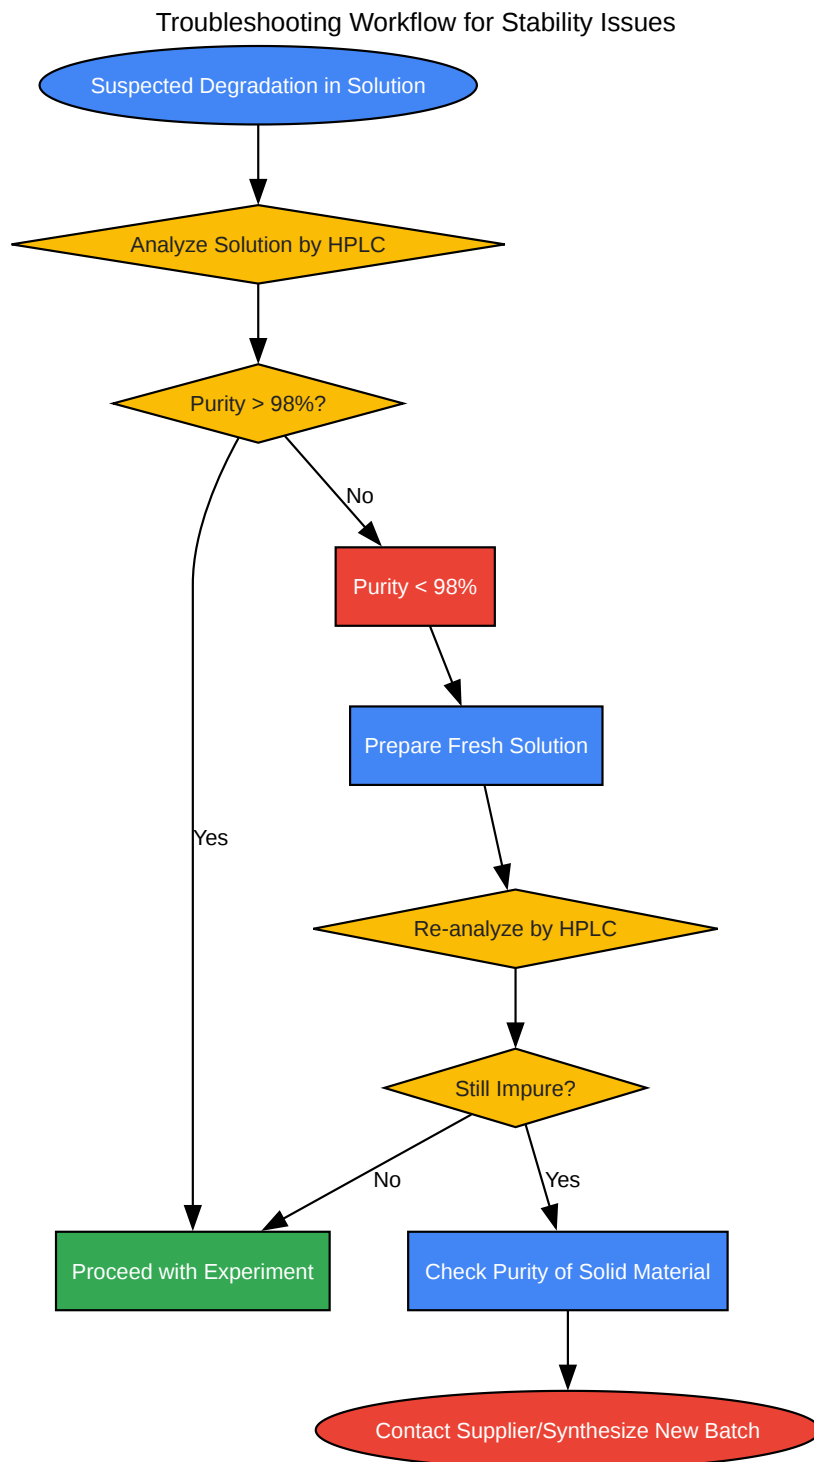 Troubleshooting Workflow for Stability Issues
Suspected Degradation in Solution
Analyze Solution by HPLC
Purity > 98%?
No
Purity < 98%
Prepare Fresh Solution
Yes
Re-analyze by HPLC
Still Impure?
No
Yes
Proceed with Experiment
Check Purity of Solid Material
Contact Supplier/Synthesize New Batch